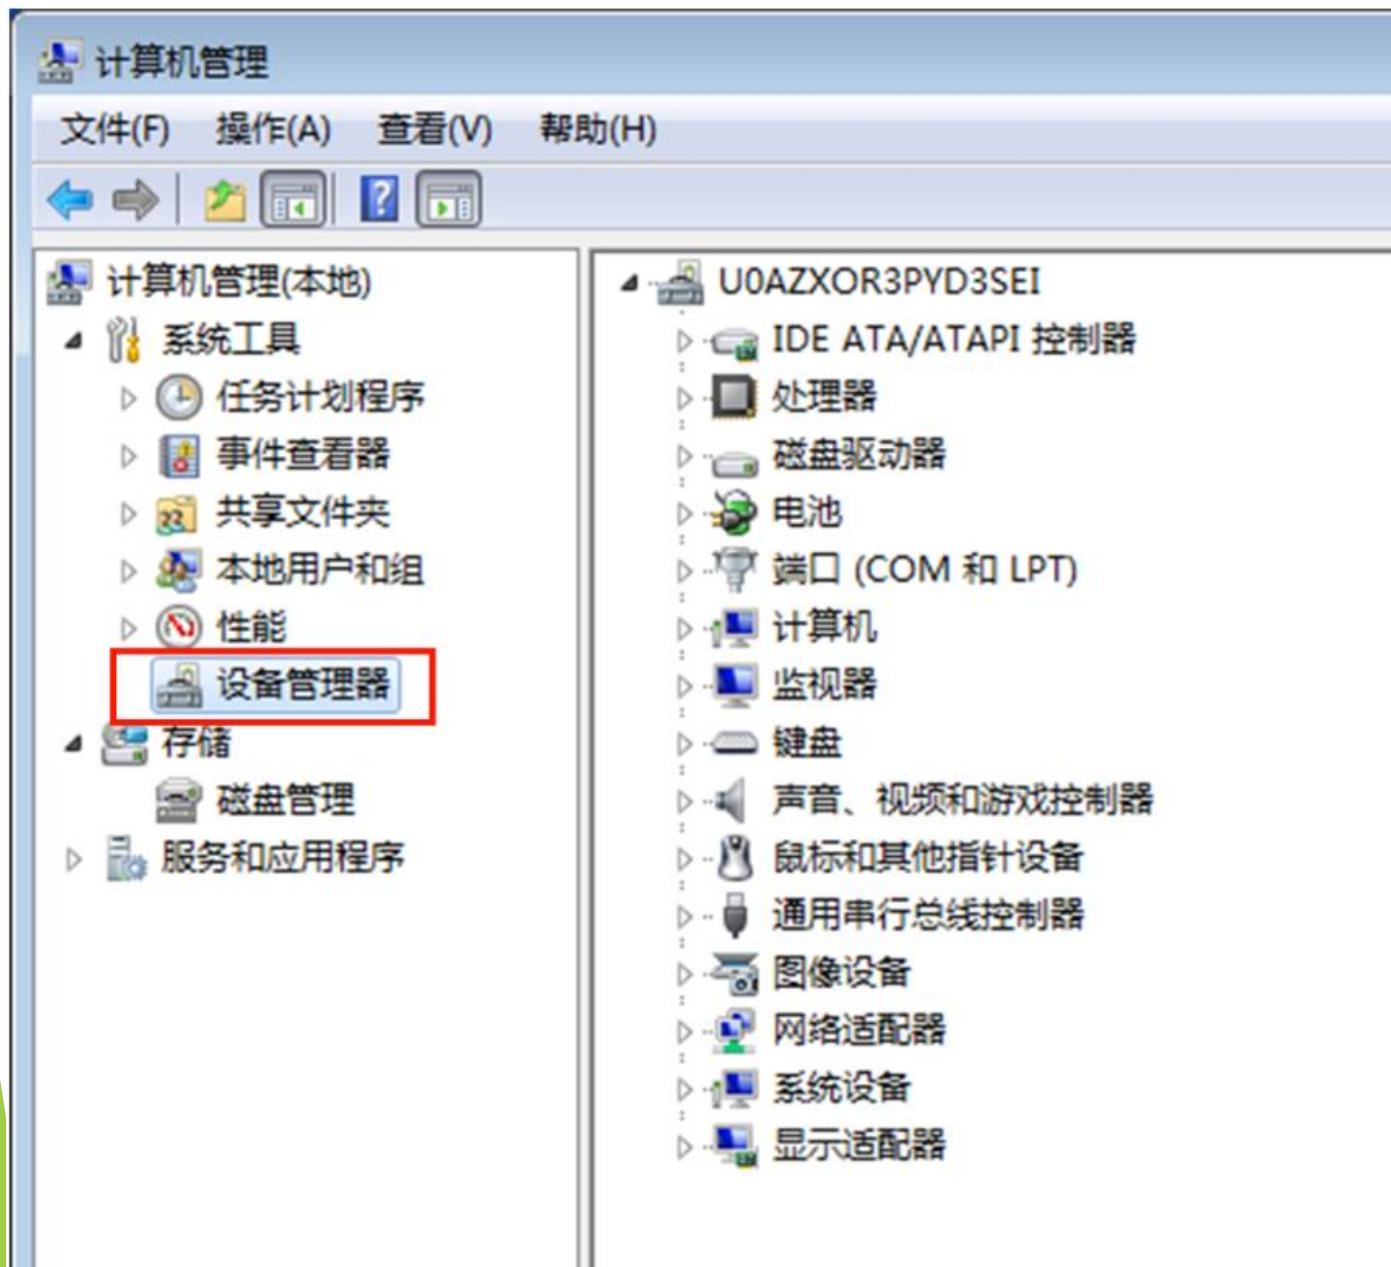 计算机管理
文件(F) 操作(A) 查看(V) 帮助(H)
计算机管理(本地)
系统工具
任务计划程序
事件查看器
共享文件夹
本地用户和组
性能
设备管理器
存储
磁盘管理
服务和应用程序
U0AZXOR3PYD3SEI
IDE ATA/ATAPI 控制器
处理器
磁盘驱动器
电池
端口 (COM 和 LPT)
计算机
监视器
键盘
声音、视频和游戏控制器
鼠标和其他指针设备
通用串行总线控制器
图像设备
网络适配器
系统设备
显示适配器